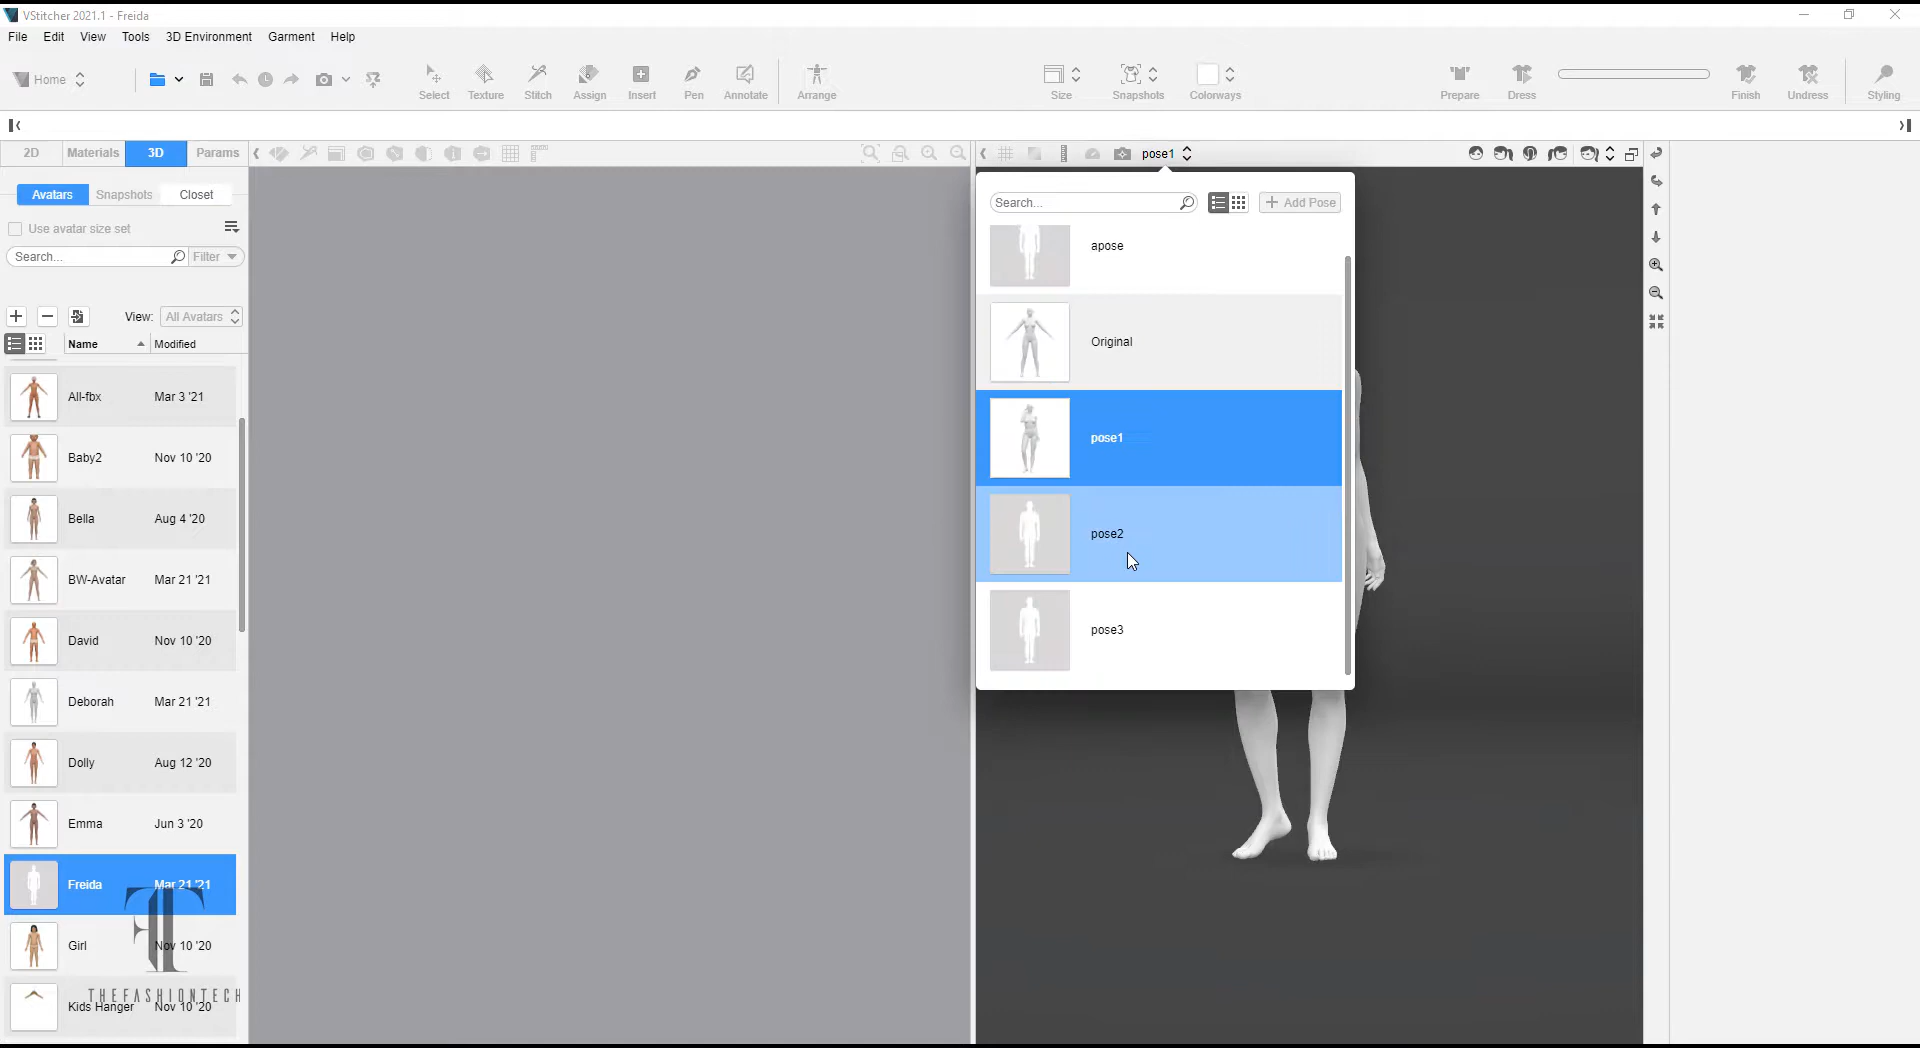 VStitcher 2021.1 - Freida
File Edit View Tools 3D Environment Garment Help
Home
Select Texture Stitch Assign Insert Pen Annotate Arrange Size Snapshots Colorways Prepare Dress Finish Undress Styling
2D Materials 3D Params
pose1
Avatars Snapshots Closet
Use avatar size set
Search... Filter
View: All Avatars
Name Modified
All-fbx Mar 3 '21
Baby2 Nov 10 '20
Bella Aug 4 '20
BW-Avatar Mar 21 '21
David Nov 10 '20
Deborah Mar 21 '21
Dolly Aug 12 '20
Emma Jun 3 '20
Freida Mar 21 '21
Girl Nov 10 '20
THEFASHIONTECH
Kids Hanger Nov 10 '20
Search... + Add Pose
apose
Original
pose1
pose2
pose3